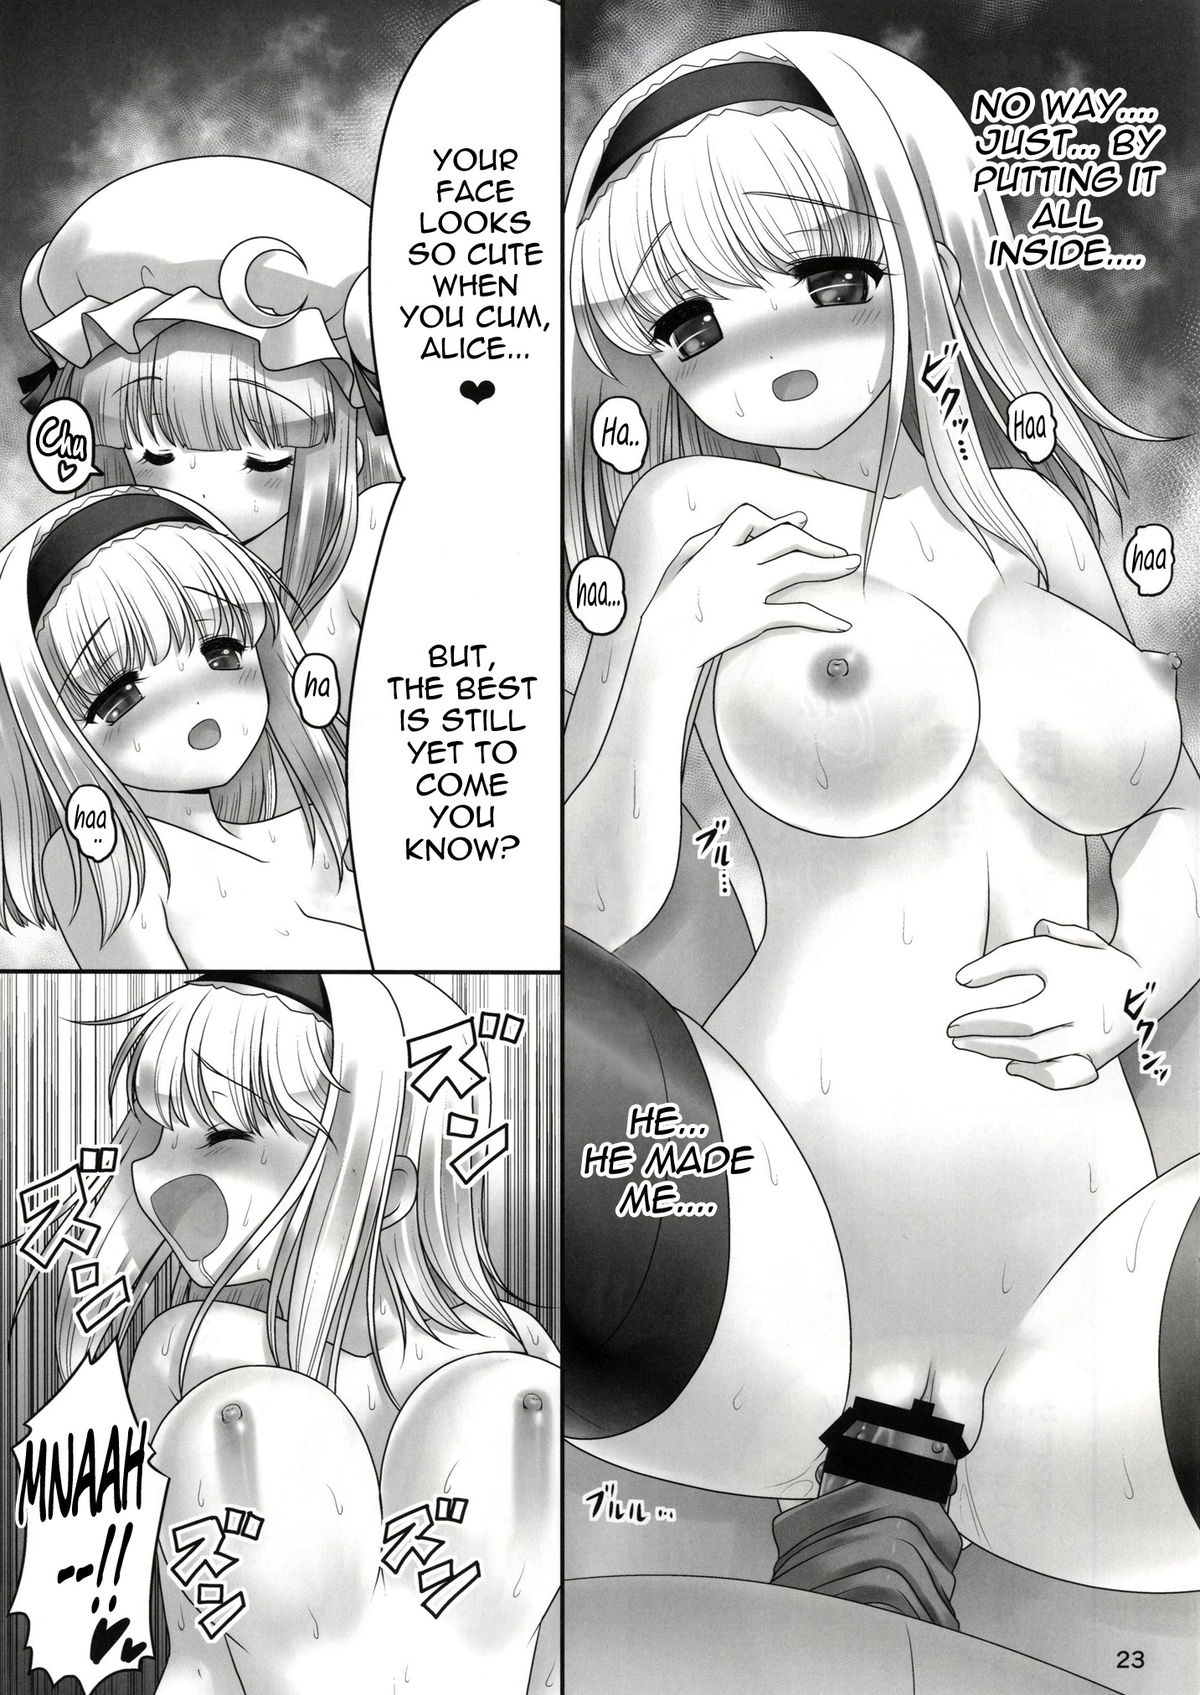 NO WAY....
JUST... BY
PUTTING IT
ALL
INSIDE....
ビクッ…
Ha..
Haa
haa...
haa
ブル…
ビクンッ
HE...
HE MADE
ME....
ブルル…
YOUR
FACE
LOOKS
SO CUTE
WHEN
YOU CUM,
ALICE...
♥
Chu
♥
ha
haa
..
BUT,
THE BEST
IS STILL
YET TO
COME
YOU
KNOW?
ズンッ
ズンッ
MNAAH
--!!
♥♥
ズンッ
ズンッ
23